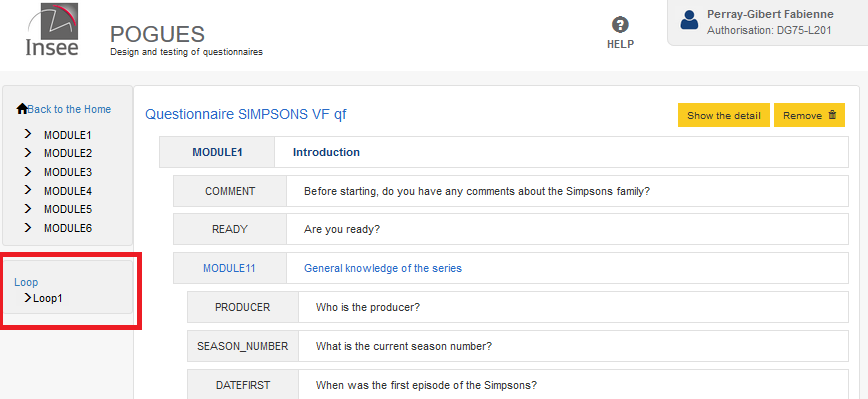 Insee
POGUES
Design and testing of questionnaires
HELP
Perray-Gibert Fabienne
Authorisation: DG75-L201
Back to the Home
MODULE1
MODULE2
MODULE3
MODULE4
MODULE5
MODULE6
Loop
Loop1
Questionnaire SIMPSONS VF qf
Show the detail
Remove
MODULE1 Introduction
COMMENT Before starting, do you have any comments about the Simpsons family?
READY Are you ready?
MODULE11 General knowledge of the series
PRODUCER Who is the producer?
SEASON_NUMBER What is the current season number?
DATEFIRST When was the first episode of the Simpsons?